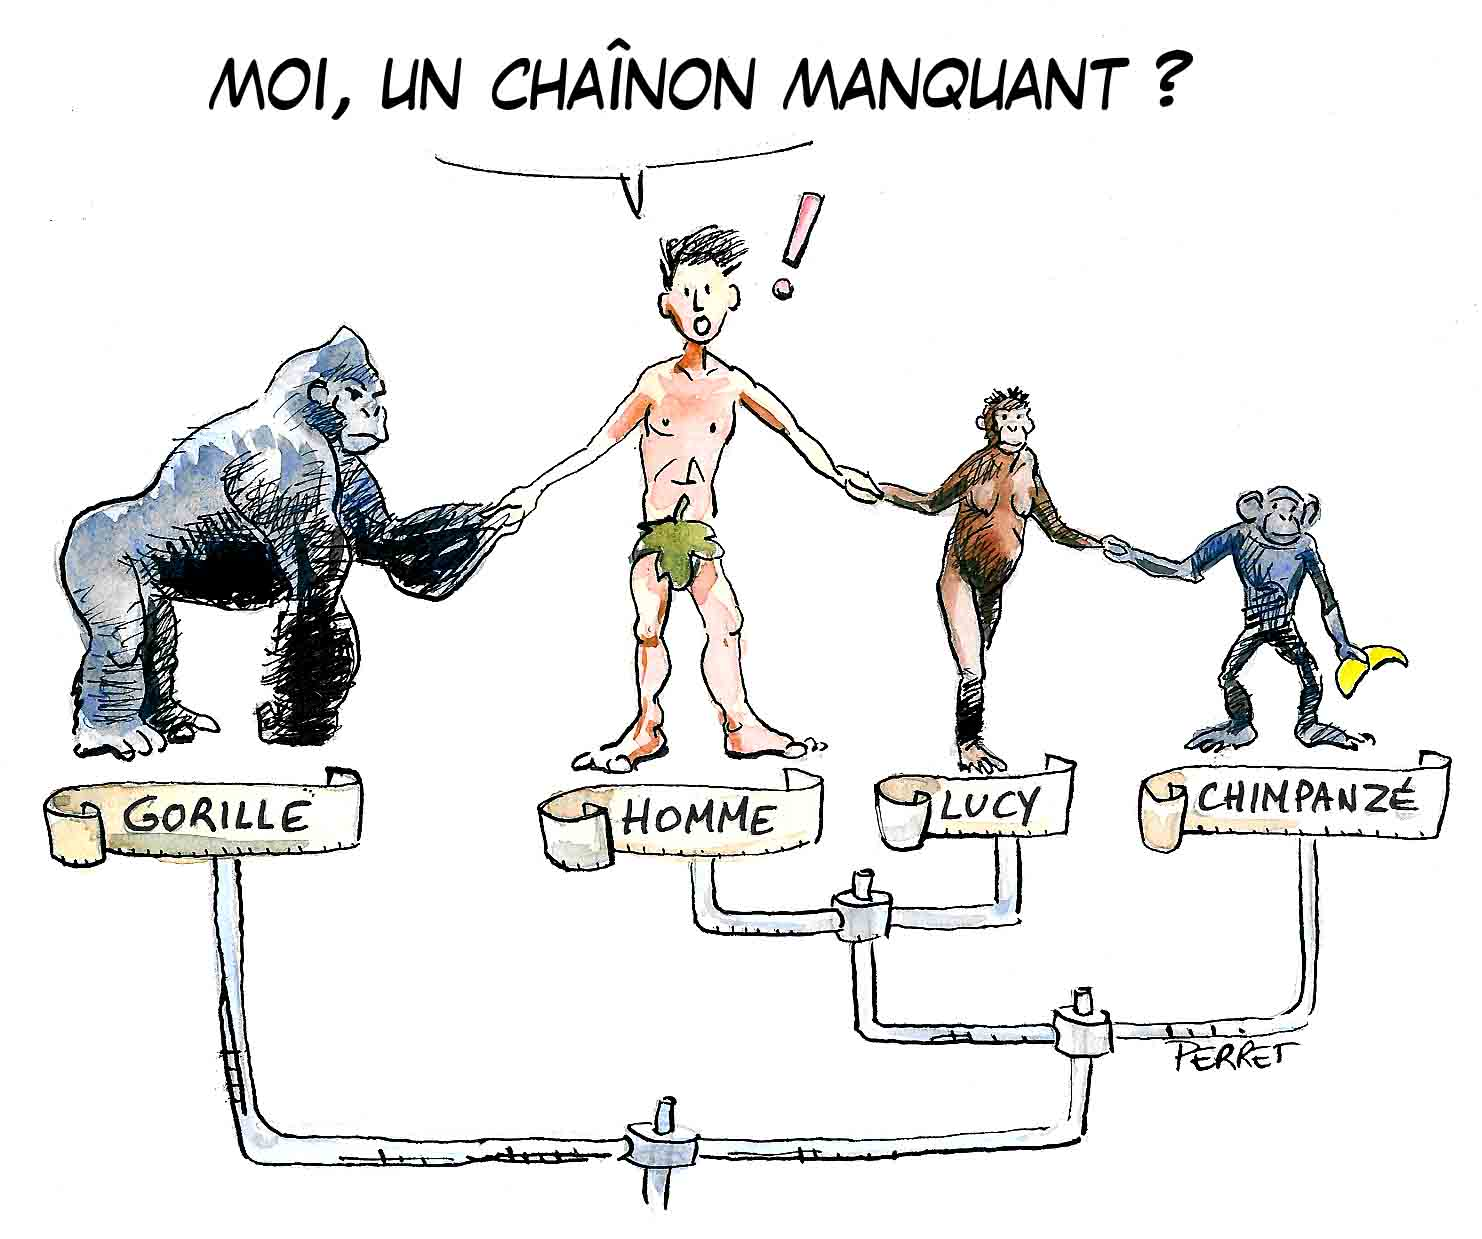 MOI, UN CHAÎNON MANQUANT ?
!
GORILLE
HOMME
LUCY
CHIMPANZÉ
PERRET